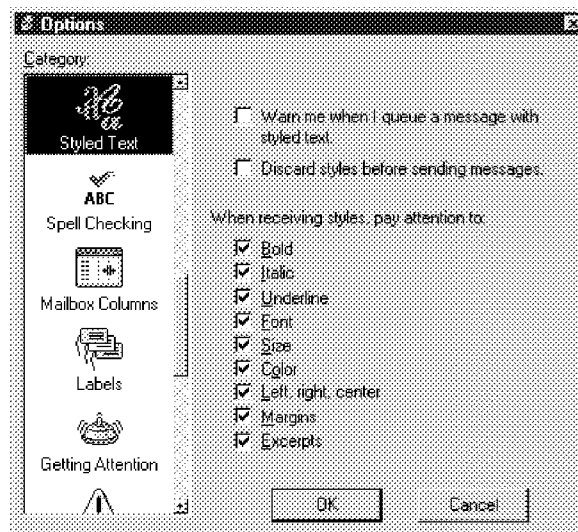 Options
Category:
Styled Text
ABC
Spell Checking
Mailbox Columns
Labels
Getting Attention
Warn me when I queue a message with
styled text.
Discard styles before sending messages.
When receiving styles, pay attention to:
Bold
Italic
Underline
Font
Size
Color
Left, right, center
Margins
Excerpts
OK
Cancel